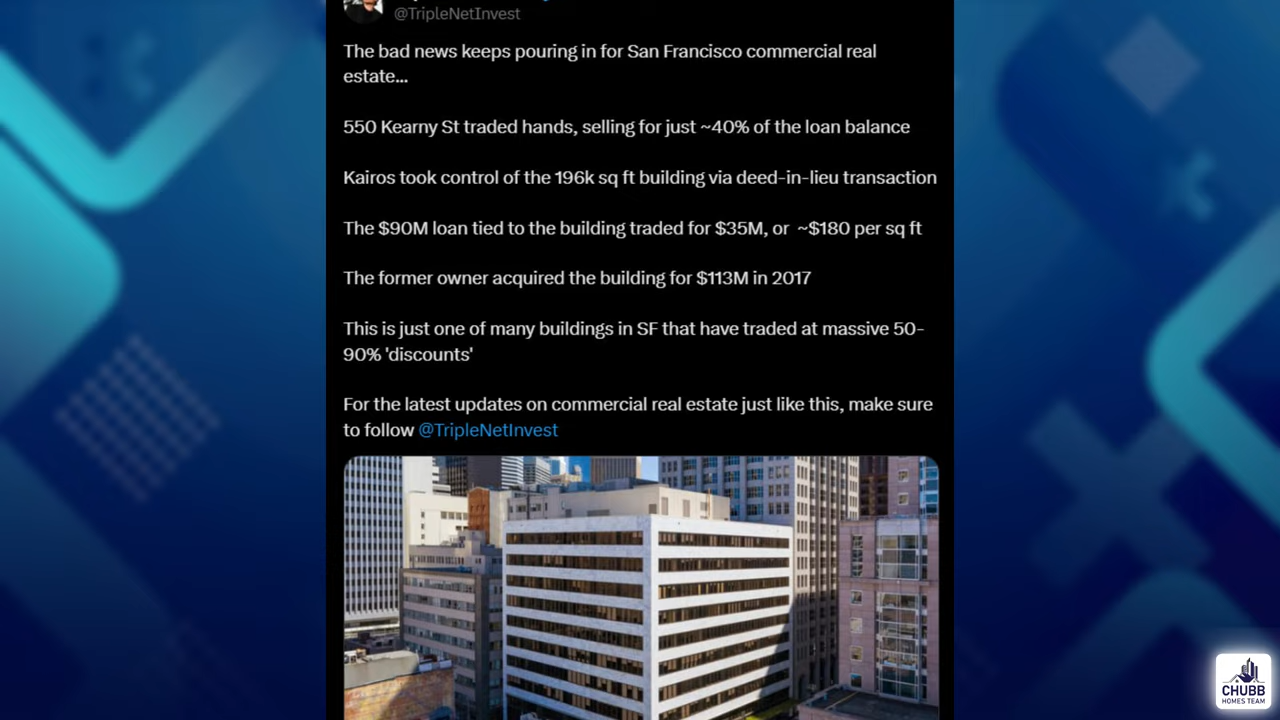 @TripleNetInvest
The bad news keeps pouring in for San Francisco commercial real
estate...
550 Kearny St traded hands, selling for just ~40% of the loan balance
Kairos took control of the 196k sq ft building via deed-in-lieu transaction
The $90M loan tied to the building traded for $35M, or ~$180 per sq ft
The former owner acquired the building for $113M in 2017
This is just one of many buildings in SF that have traded at massive 50-
90% 'discounts'
For the latest updates on commercial real estate just like this, make sure
to follow @TripleNetInvest
CHUBB
HOMES TEAM